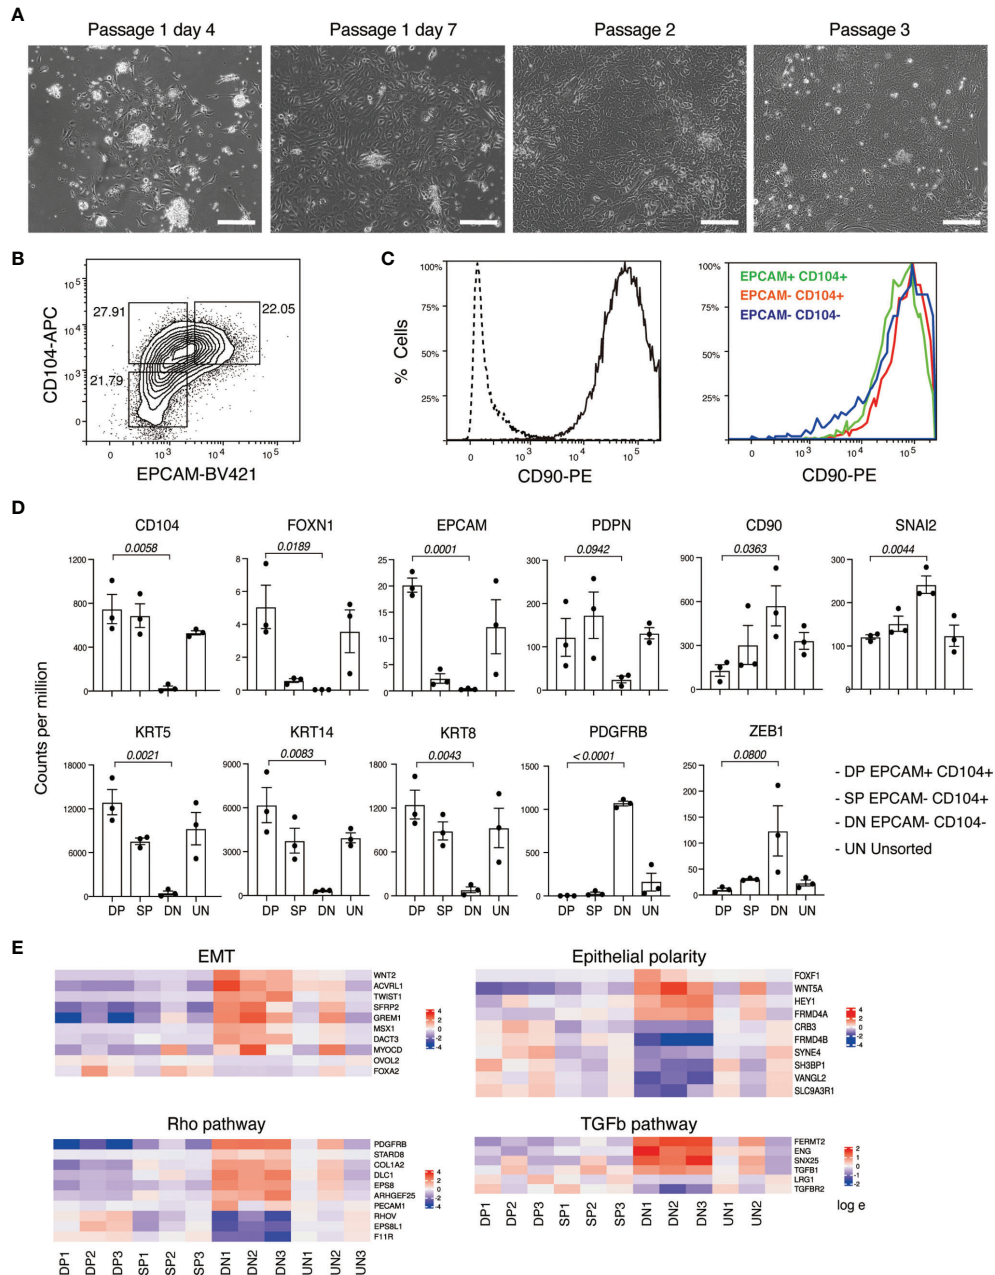 A
Passage 1 day 4
Passage 1 day 7
Passage 2
Passage 3
B
CD104-APC
10^5
10^4
10^3
0
27.91
22.05
21.79
0
10^3
10^4
10^5
EPCAM-BV421
C
% Cells
100%
75%
50%
25%
0
10^3
10^4
10^5
CD90-PE
100%
75%
50%
25%
EPCAM+ CD104+
EPCAM- CD104+
EPCAM- CD104-
0
10^3
10^4
10^5
CD90-PE
D
Counts per million
CD104
0.0058
1200
800
400
0
FOXN1
0.0189
8
6
4
2
0
EPCAM
0.0001
25
20
15
10
5
0
PDPN
0.0942
300
200
100
0
CD90
0.0363
900
600
300
0
SNAI2
0.0044
300
200
100
0
KRT5
0.0021
18000
12000
6000
0
DP SP DN UN
KRT14
0.0083
9000
6000
3000
0
DP SP DN UN
KRT8
0.0043
1800
1200
600
0
DP SP DN UN
PDGFRB
< 0.0001
1500
1000
500
0
DP SP DN UN
ZEB1
0.0800
250
200
150
100
50
0
DP SP DN UN
- DP EPCAM+ CD104+
- SP EPCAM- CD104+
- DN EPCAM- CD104-
- UN Unsorted
E
EMT
WNT2
ACVRL1
TWIST1
SFRP2
GREM1
MSX1
DACT3
MYOCD
OVOL2
FOXA2
4
2
0
-2
-4
Epithelial polarity
FOXF1
WNT5A
HEY1
FRMD4A
CRB3
FRMD4B
SYNE4
SH3BP1
VANGL2
SLC9A3R1
4
2
0
-2
-4
Rho pathway
PDGFRB
STARD8
COL1A2
DLC1
EPS8
ARHGEF25
PECAM1
RHOV
EPS8L1
F11R
4
2
0
-2
-4
DP1 DP2 DP3 SP1 SP2 SP3 DN1 DN2 DN3 UN1 UN2 UN3
TGFb pathway
FERMT2
ENG
SNX25
TGFB1
LRG1
TGFBR2
2
1
0
-1
-2
log e
DP1 DP2 DP3 SP1 SP2 SP3 DN1 DN2 DN3 UN1 UN2